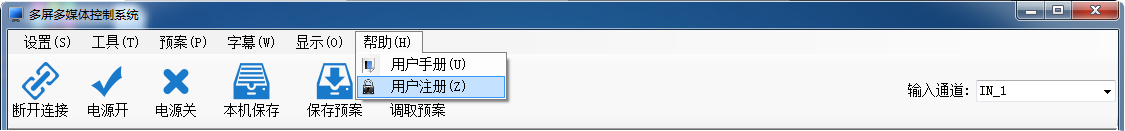 多屏多媒体控制系统
设置(S) 工具(T) 预案(P) 字幕(W) 显示(O) 帮助(H)
用户手册(U)
用户注册(Z)
断开连接 电源开 电源关 本机保存 保存预案 调取预案
输入通道: IN_1